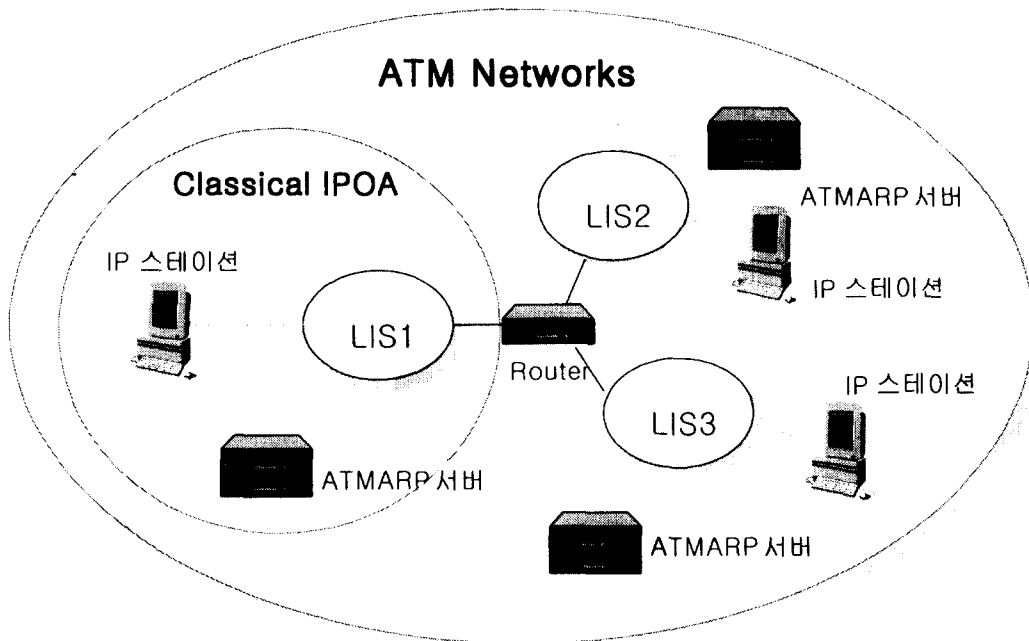 ATM Networks
Classical IPOA
IP 스테이션
LIS1
ATMARP 서버
LIS2
ATMARP 서버
IP 스테이션
Router
LIS3
IP 스테이션
ATMARP 서버